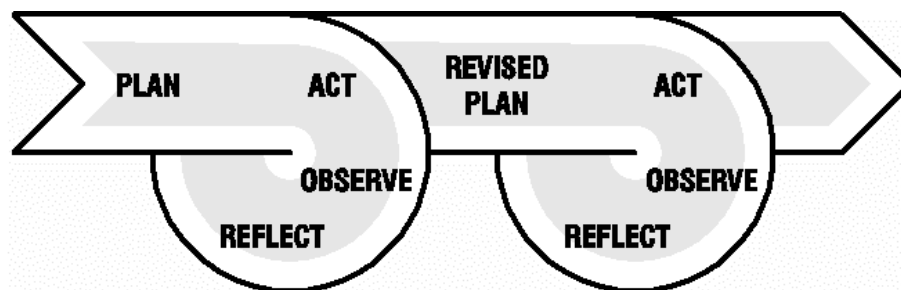 PLAN
ACT
OBSERVE
REFLECT
REVISED
PLAN
ACT
OBSERVE
REFLECT